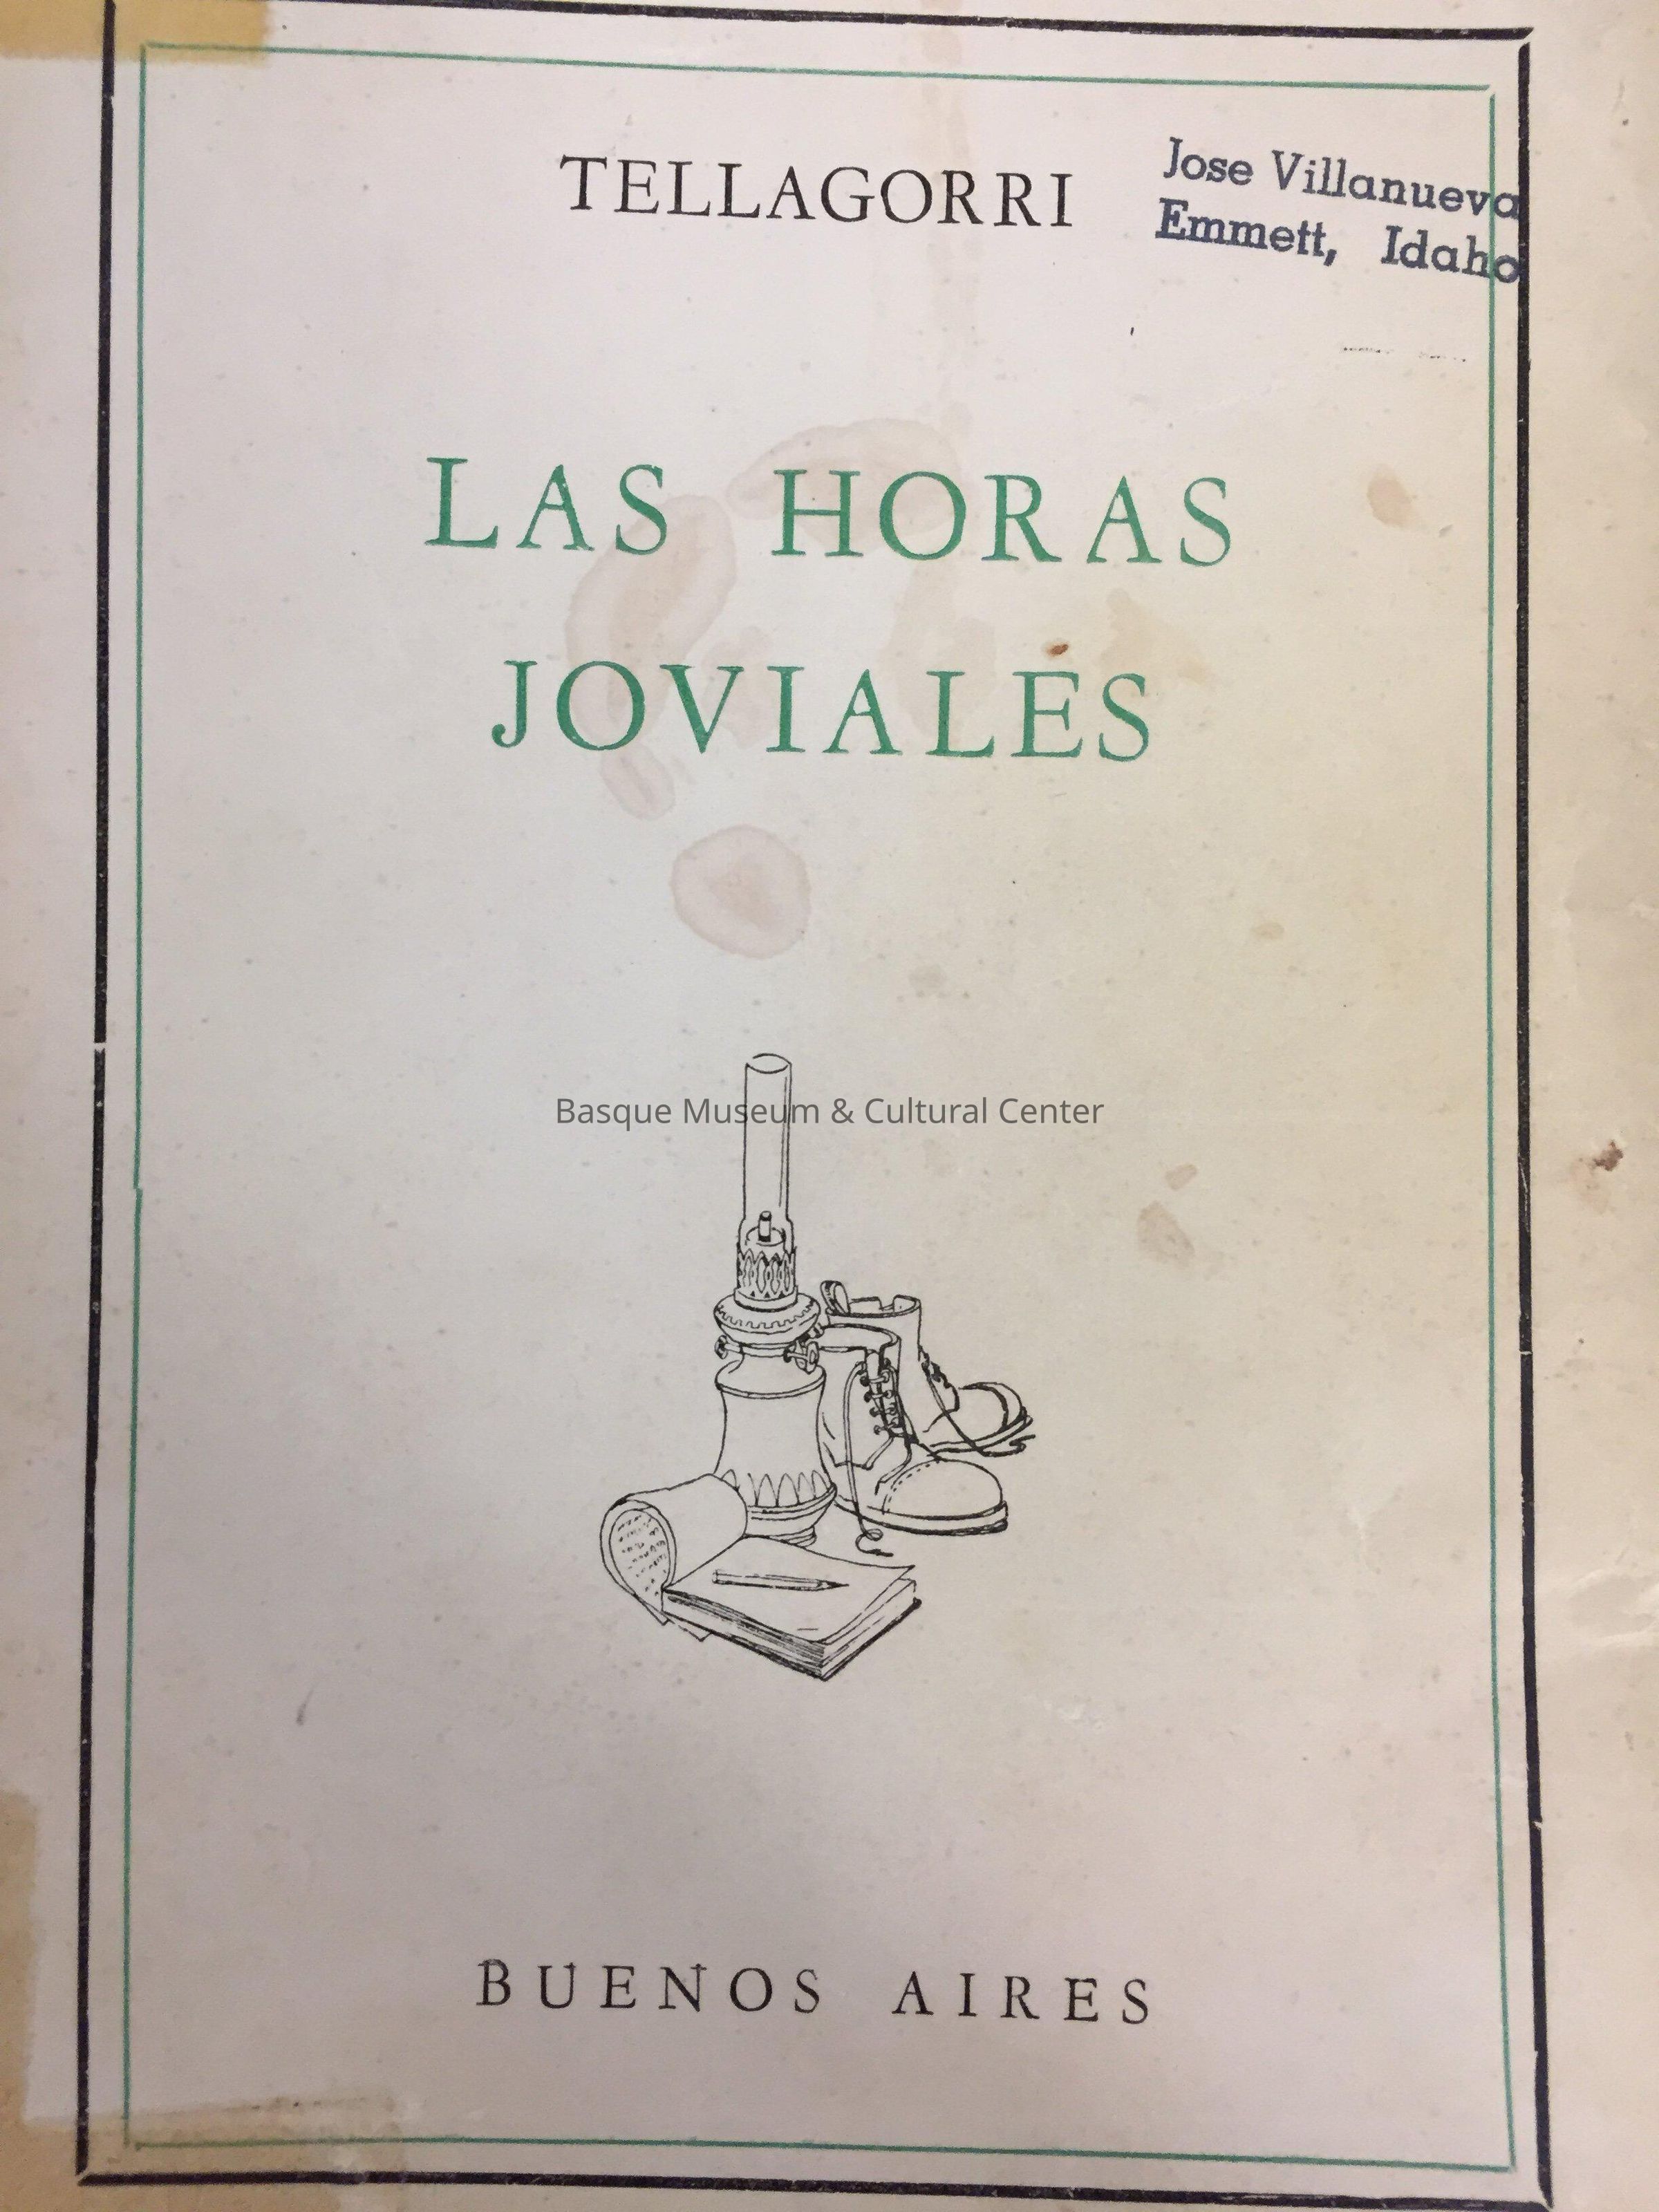 TELLAGORRI
Jose Villanueva
Emmett, Idaho
LAS HORAS
JOVIALES
Basque Museum & Cultural Center
BUENOS AIRES